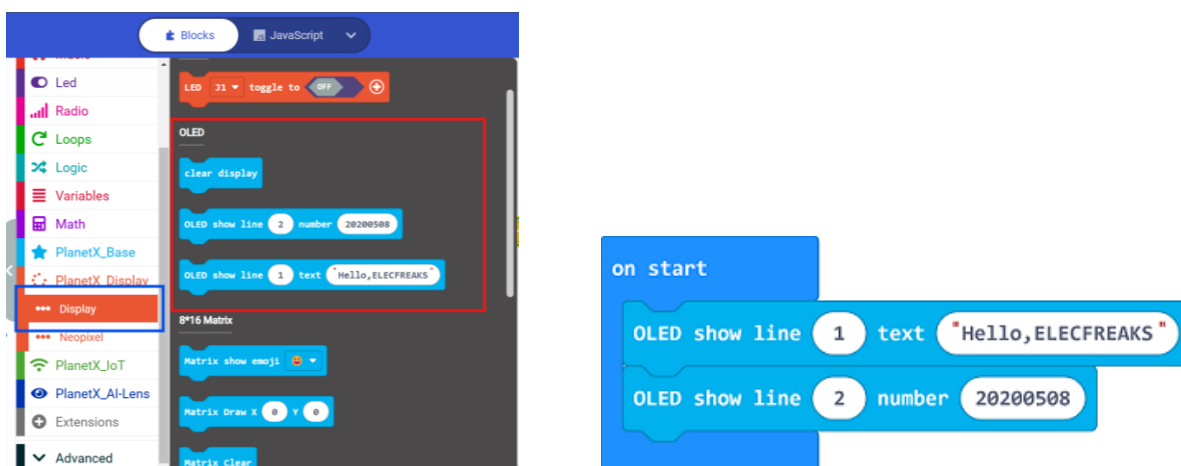 Blocks JavaScript
Led
Radio
Loops
Logic
Variables
Math
PlanetX_Base
PlanetX_Display
Display
Neopixel
PlanetX_IoT
PlanetX_AI-Lens
Extensions
Advanced
LED J1 toggle to OFF
OLED
clear display
OLED show line 2 number 20200508
OLED show line 1 text "Hello,ELECFREAKS"
8*16 Matrix
Matrix show emoji
Matrix Draw X 0 Y 0
Matrix Clear
on start
OLED show line 1 text "Hello,ELECFREAKS"
OLED show line 2 number 20200508